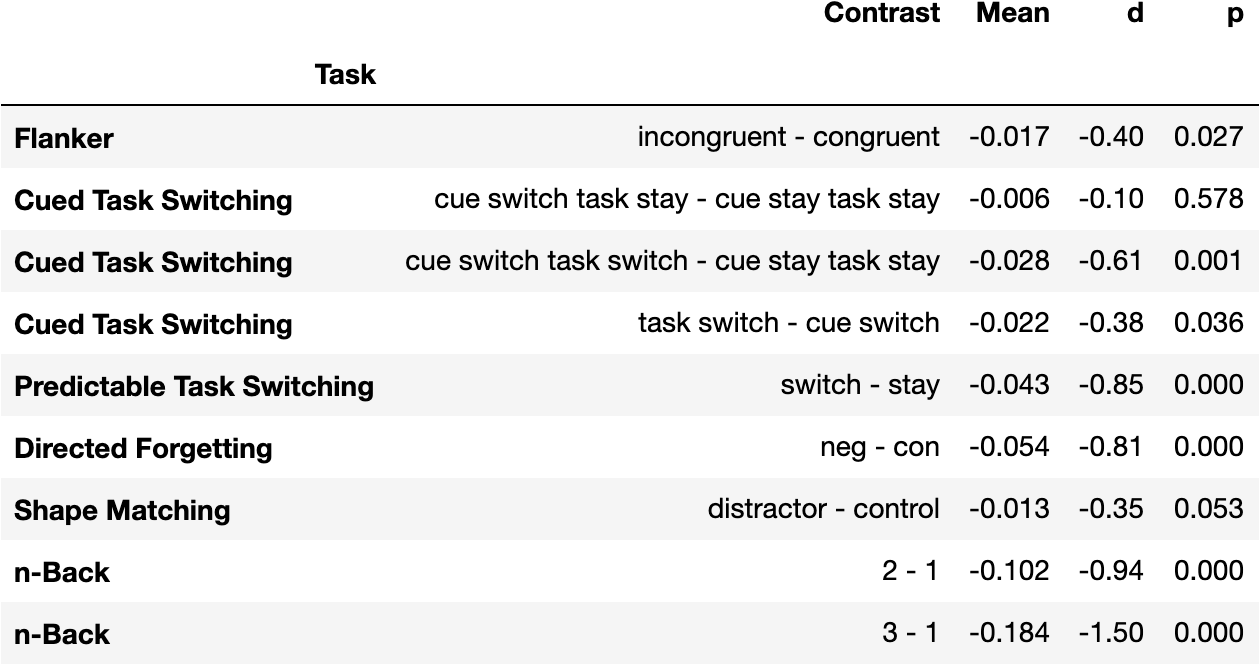 Contrast Mean d p
Task
Flanker incongruent - congruent -0.017 -0.40 0.027
Cued Task Switching cue switch task stay - cue stay task stay -0.006 -0.10 0.578
Cued Task Switching cue switch task switch - cue stay task stay -0.028 -0.61 0.001
Cued Task Switching task switch - cue switch -0.022 -0.38 0.036
Predictable Task Switching switch - stay -0.043 -0.85 0.000
Directed Forgetting neg - con -0.054 -0.81 0.000
Shape Matching distractor - control -0.013 -0.35 0.053
n-Back 2 - 1 -0.102 -0.94 0.000
n-Back 3 - 1 -0.184 -1.50 0.000